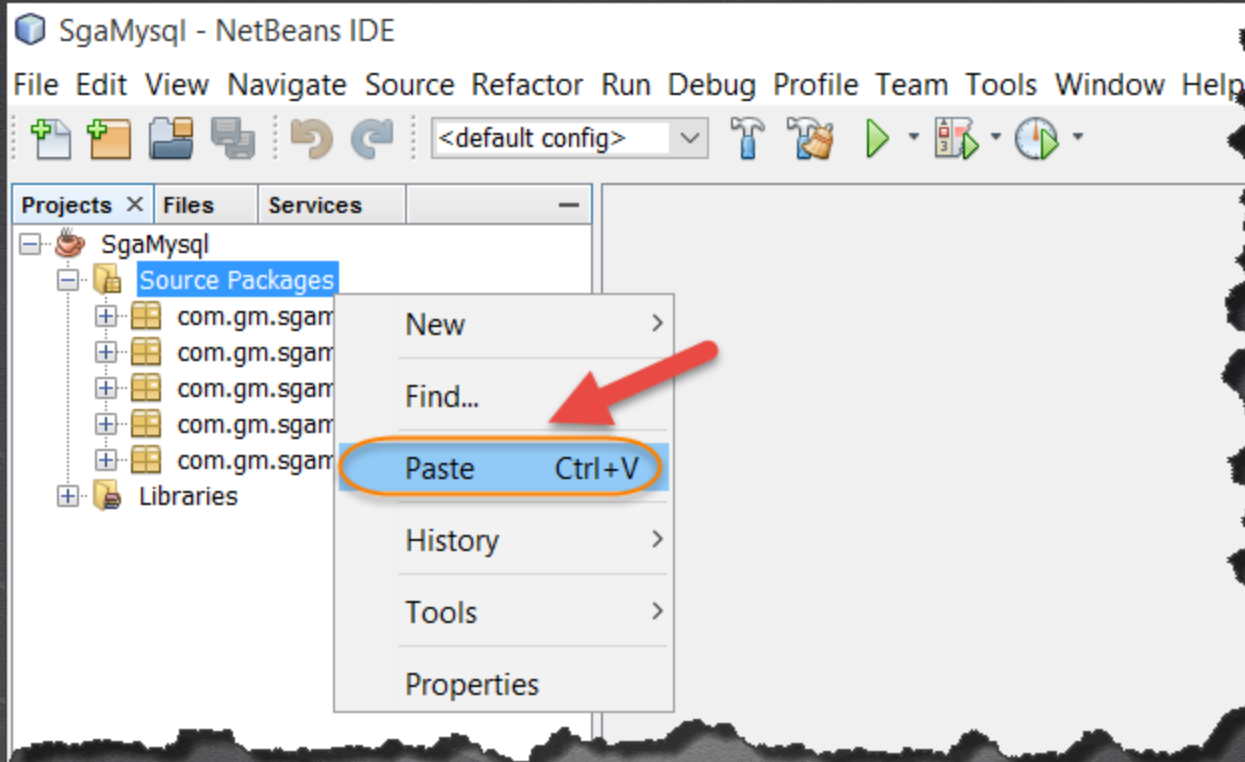 SgaMysql - NetBeans IDE
File Edit View Navigate Source Refactor Run Debug Profile Team Tools Window Help
<default config>
Projects Files Services
SgaMysql
Source Packages
com.gm.sgam
com.gm.sgam
com.gm.sgam
com.gm.sgam
com.gm.sgam
Libraries
New
Find...
Paste Ctrl+V
History
Tools
Properties